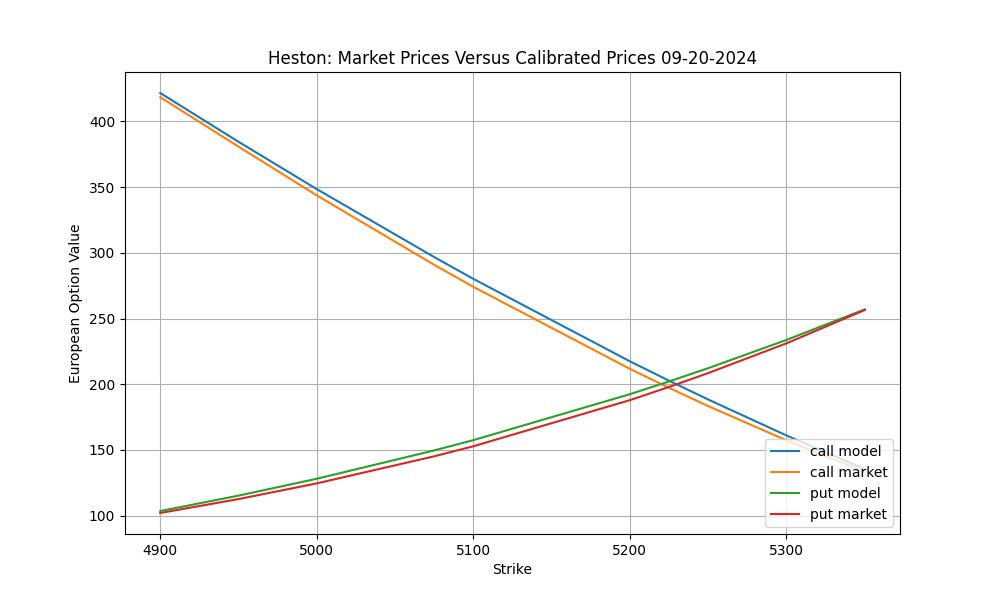 Heston: Market Prices Versus Calibrated Prices 09-20-2024
European Option Value
400
350
300
250
200
150
100
4900
5000
5100
5200
5300
Strike
call model
call market
put model
put market